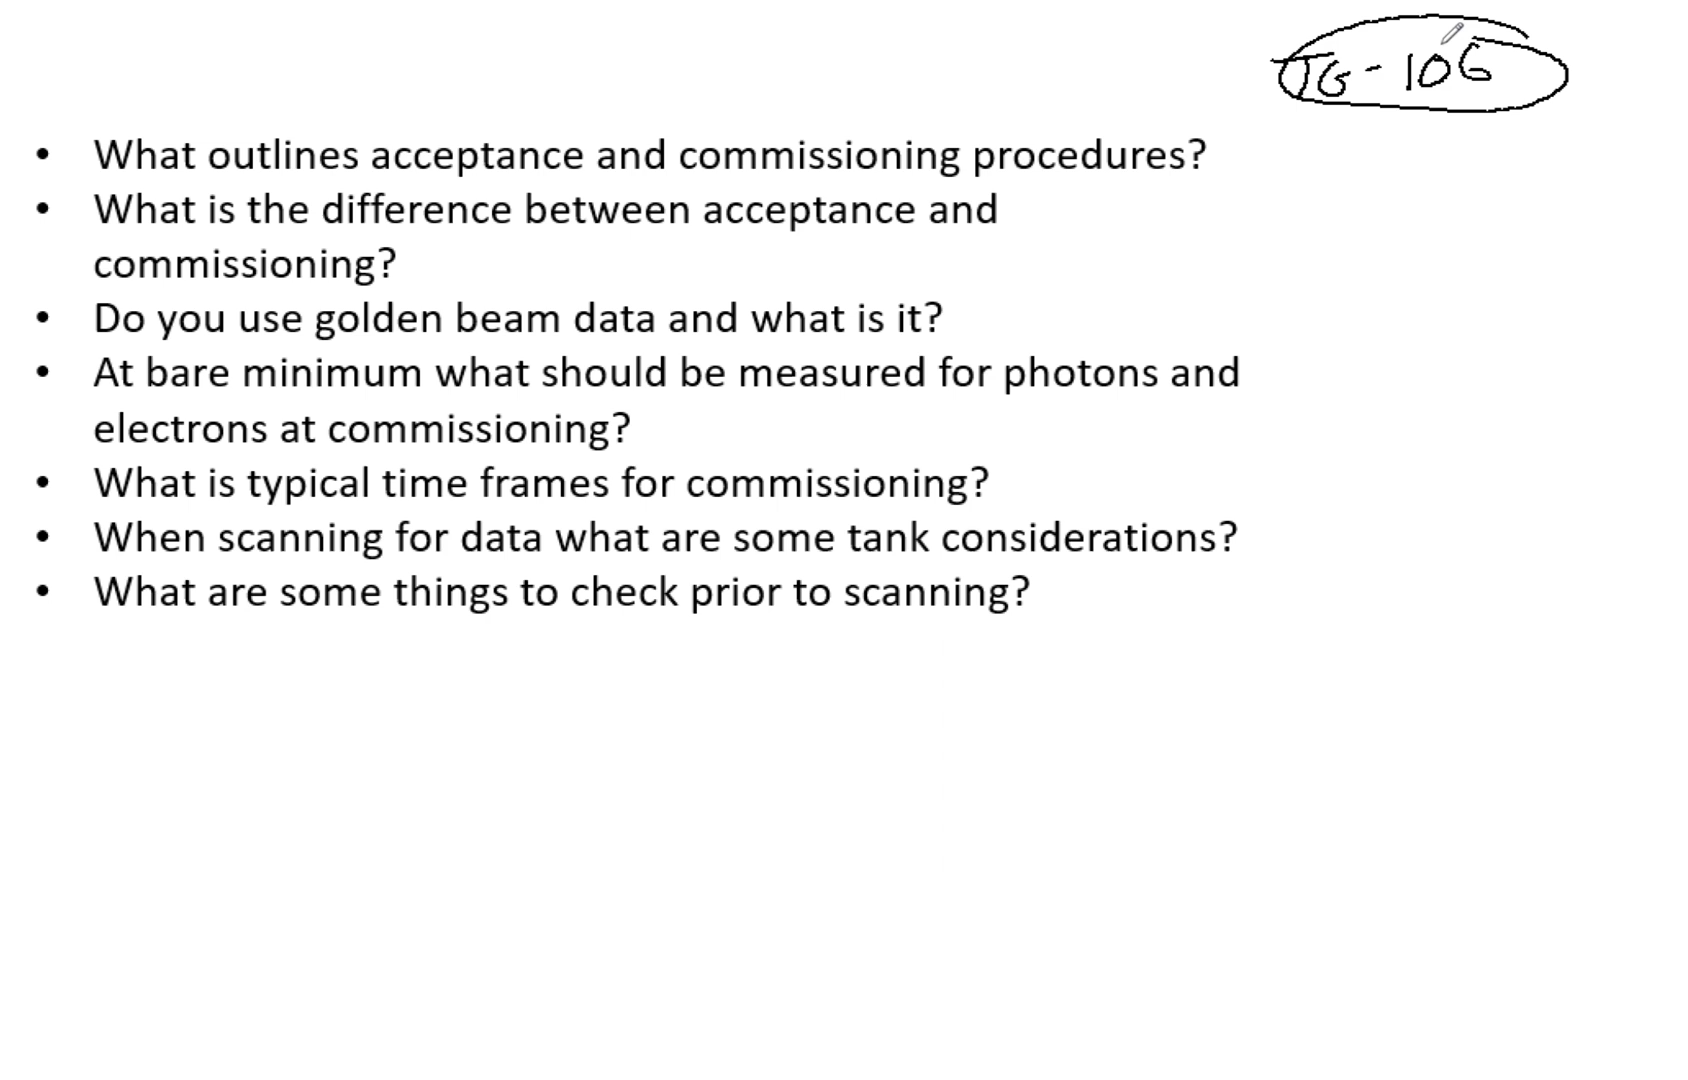 TG-106
• What outlines acceptance and commissioning procedures?
• What is the difference between acceptance and
commissioning?
• Do you use golden beam data and what is it?
• At bare minimum what should be measured for photons and
electrons at commissioning?
• What is typical time frames for commissioning?
• When scanning for data what are some tank considerations?
• What are some things to check prior to scanning?